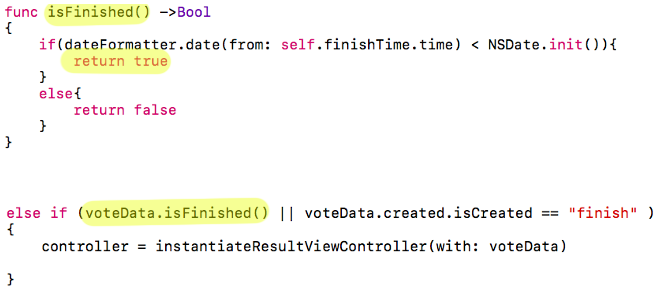 func isFinished() ->Bool
{
    if(dateFormatter.date(from: self.finishTime.time) < NSDate.init()){
        return true
    }
    else{
        return false
    }
}
else if (voteData.isFinished() || voteData.created.isCreated == "finish" )
{
    controller = instantiateResultViewController(with: voteData)
}